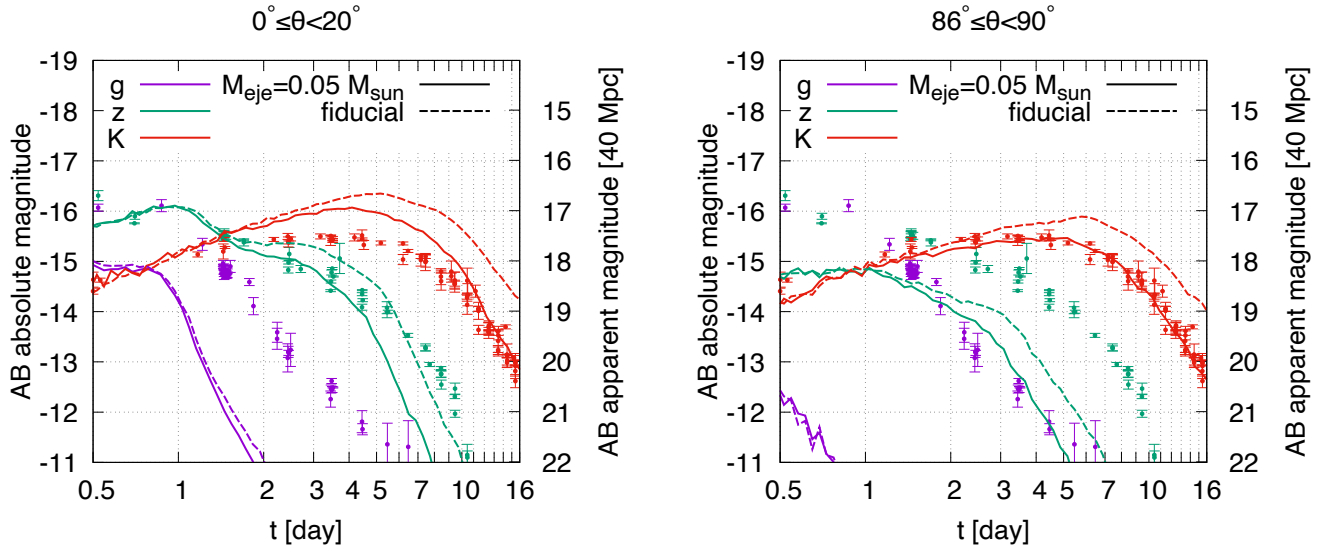 0°≤θ<20°
-19
-18
-17
-16
-15
-14
-13
-12
-11
AB absolute magnitude
g
z
K
M_eje=0.05 M_sun
fiducial
15
16
17
18
19
20
21
22
AB apparent magnitude [40 Mpc]
0.5 1 2 3 4 5 7 10 16
t [day]
86°≤θ<90°
-19
-18
-17
-16
-15
-14
-13
-12
-11
AB absolute magnitude
g
z
K
M_eje=0.05 M_sun
fiducial
15
16
17
18
19
20
21
22
AB apparent magnitude [40 Mpc]
0.5 1 2 3 4 5 7 10 16
t [day]